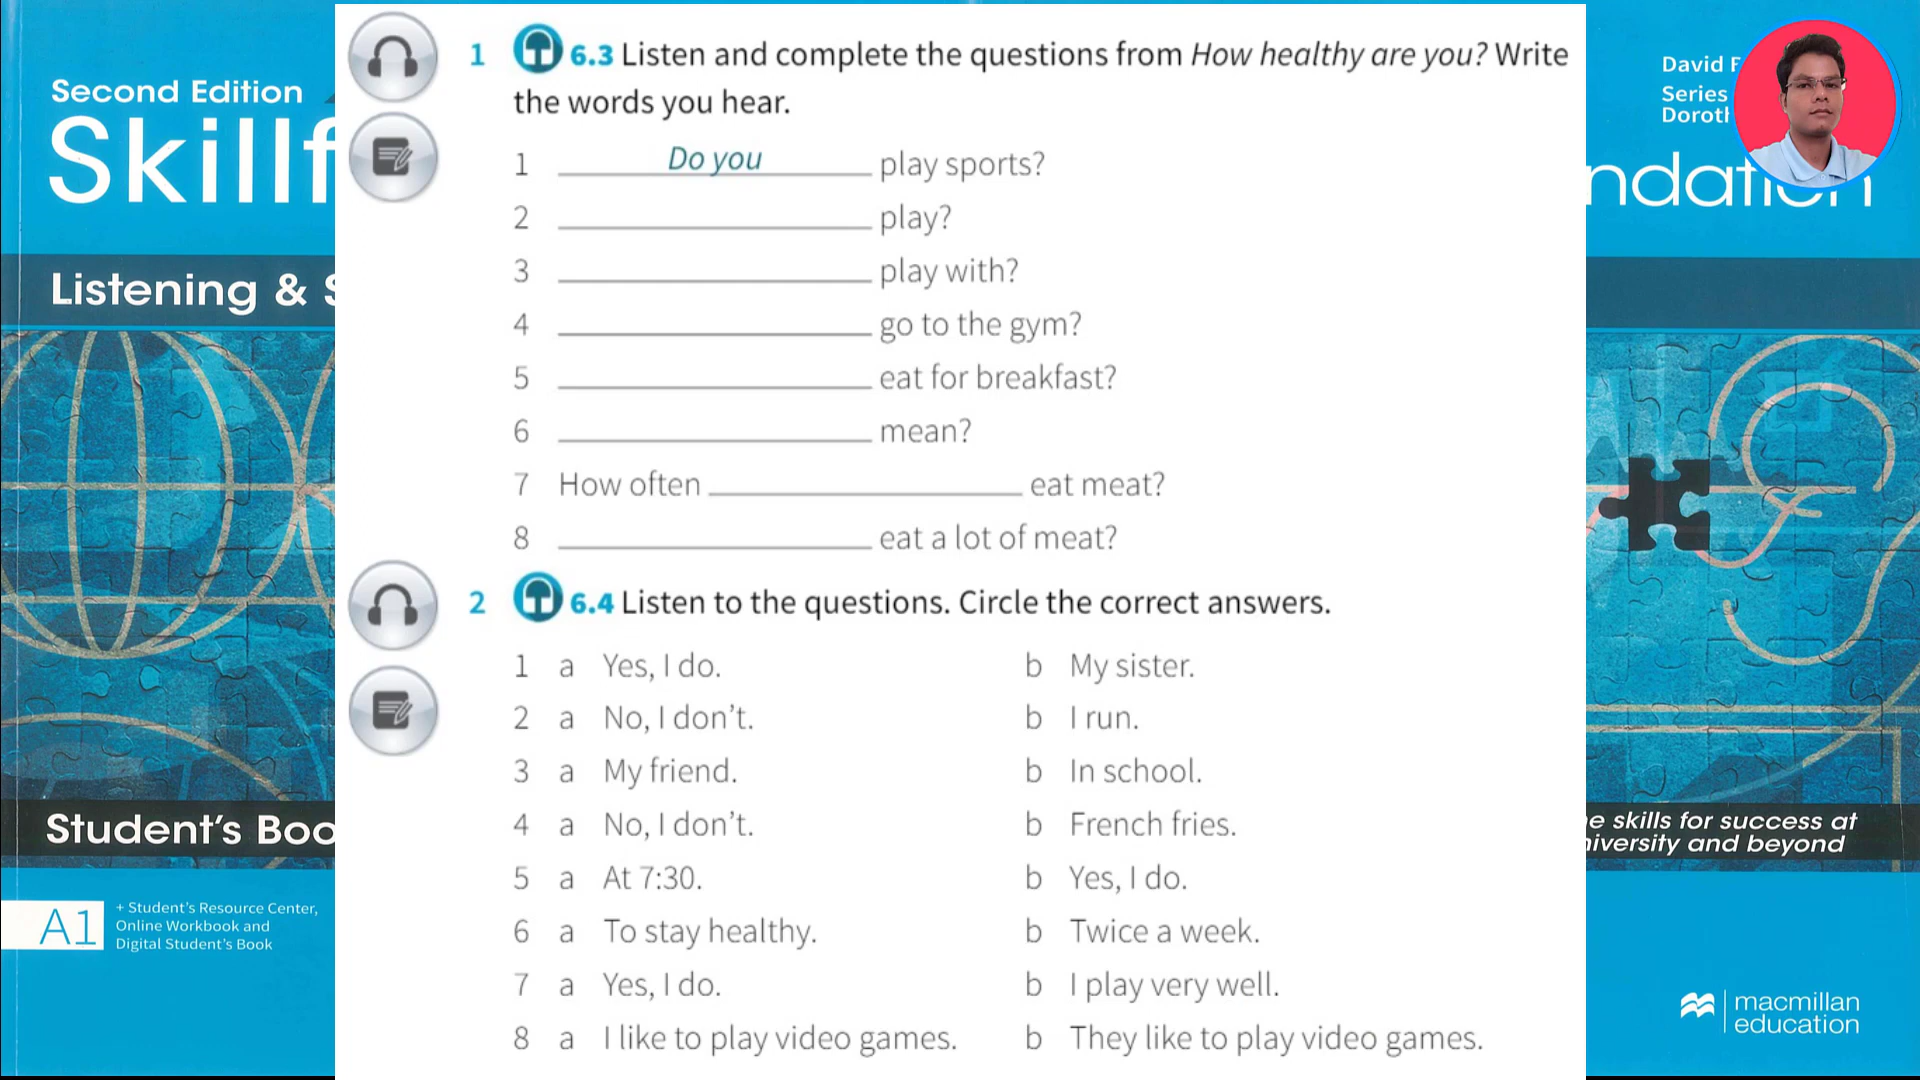 Second Edition
Skillf
Listening & S
Student's Boo
A1
+ Student's Resource Center,
Online Workbook and
Digital Student's Book
1 6.3 Listen and complete the questions from How healthy are you? Write
the words you hear.
1 Do you play sports?
2 play?
3 play with?
4 go to the gym?
5 eat for breakfast?
6 mean?
7 How often eat meat?
8 eat a lot of meat?
2 6.4 Listen to the questions. Circle the correct answers.
1 a Yes, I do. b My sister.
2 a No, I don't. b I run.
3 a My friend. b In school.
4 a No, I don't. b French fries.
5 a At 7:30. b Yes, I do.
6 a To stay healthy. b Twice a week.
7 a Yes, I do. b I play very well.
8 a I like to play video games. b They like to play video games.
David
Series
Doroth
ndation
e skills for success at
niversity and beyond
macmillan
education